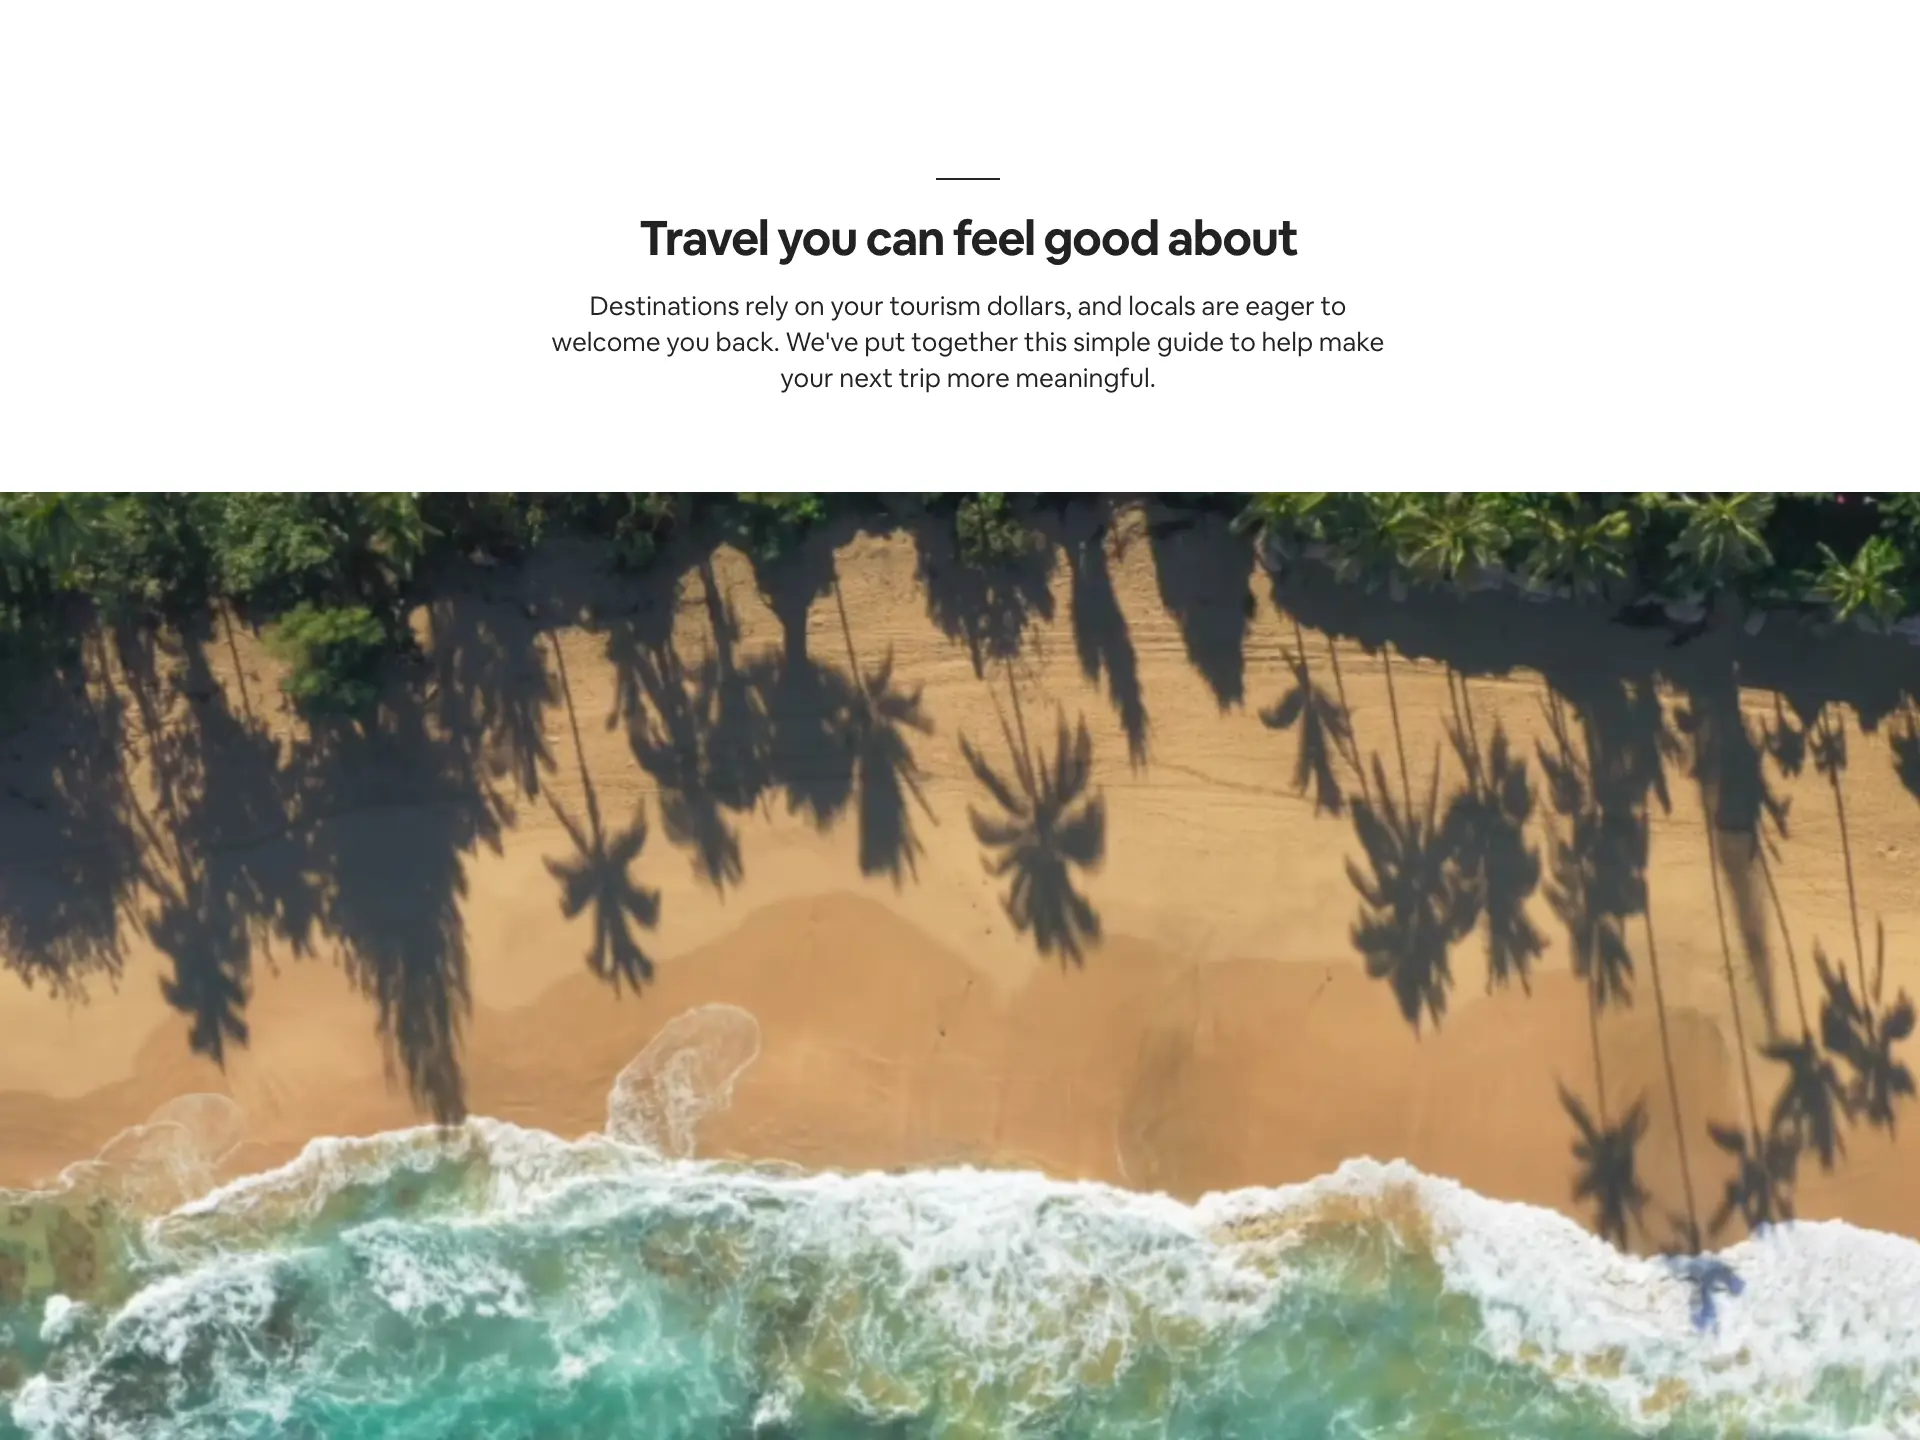 Travel you can feel good about
Destinations rely on your tourism dollars, and locals are eager to
welcome you back. We've put together this simple guide to help make
your next trip more meaningful.